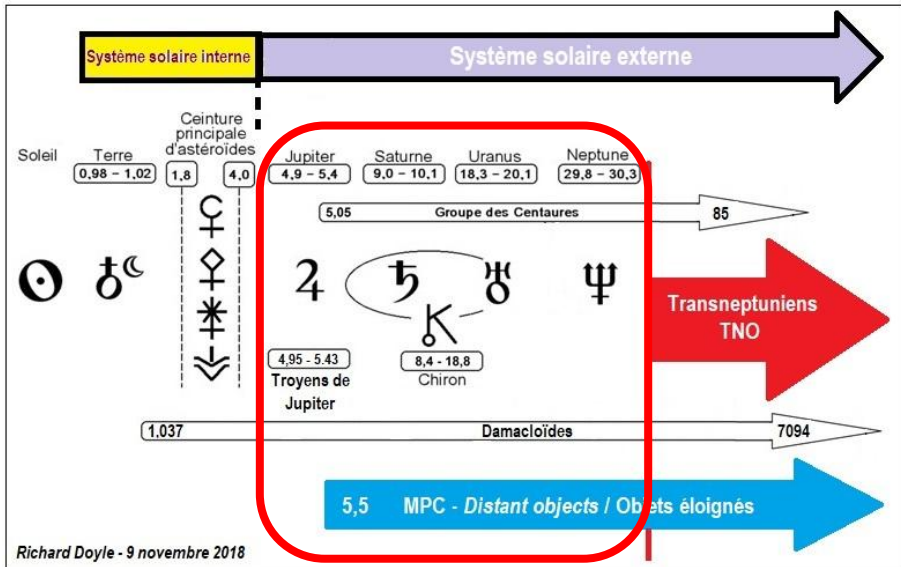 Système solaire interne
Système solaire externe
Ceinture
principale
d'astéroïdes
Soleil
Terre
Jupiter
Saturne
Uranus
Neptune
0,98 – 1,02
1,8
4,0
4,9 – 5,4
9,0 – 10,1
18,3 – 20,1
29,8 – 30,3
5,05
Groupe des Centaures
85
Transneptuniens
TNO
4,95 - 5.43
8,4 - 18,8
Troyens de
Jupiter
Chiron
1,037
Damacloïdes
7094
5,5
MPC - Distant objects / Objets éloignés
Richard Doyle - 9 novembre 2018